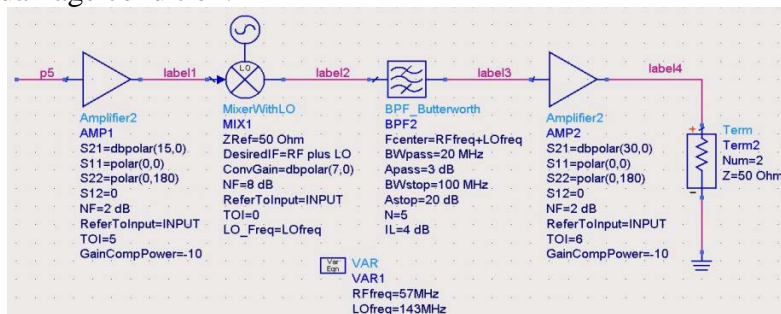 p5
label1
LO
label2
label3
label4
Amplifier2
AMP1
S21=dbpolar(15,0)
S11=polar(0,0)
S22=polar(0,180)
S12=0
NF=2 dB
ReferToInput=INPUT
TOI=5
GainCompPower=-10
MixerWithLO
MIX1
ZRef=50 Ohm
DesiredIF=RF plus LO
ConvGain=dbpolar(7,0)
NF=8 dB
ReferToInput=INPUT
TOI=0
LO_Freq=LOfreq
BPF_Butterworth
BPF2
Fcenter=RFfreq+LOfreq
BWpass=20 MHz
Apass=3 dB
BWstop=100 MHz
Astop=20 dB
N=5
IL=4 dB
Amplifier2
AMP2
S21=dbpolar(30,0)
S11=polar(0,0)
S22=polar(0,180)
S12=0
NF=2 dB
ReferToInput=INPUT
TOI=6
GainCompPower=-10
+
-
Term
Term2
Num=2
Z=50 Ohm
Var
Eqn
VAR
VAR1
RFfreq=57MHz
LOfreq=143MHz